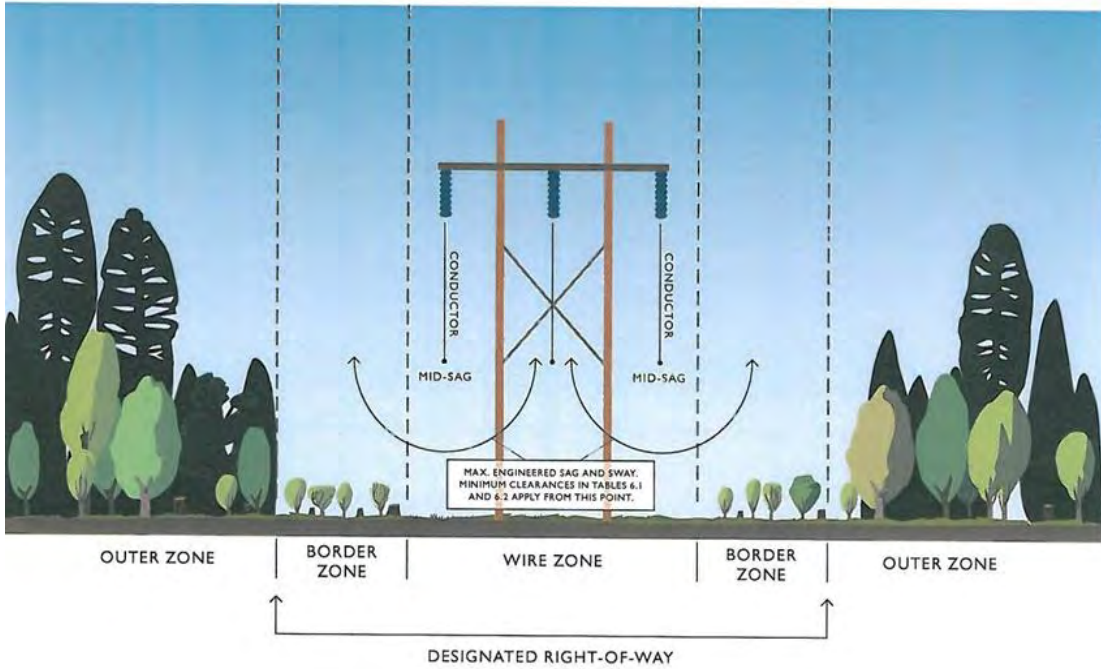 CONDUCTOR
CONDUCTOR
MID-SAG
MID-SAG
MAX. ENGINEERED SAG AND SWAY.
MINIMUM CLEARANCES IN TABLES 6.1
AND 6.2 APPLY FROM THIS POINT.
OUTER ZONE
BORDER
ZONE
WIRE ZONE
BORDER
ZONE
OUTER ZONE
DESIGNATED RIGHT-OF-WAY